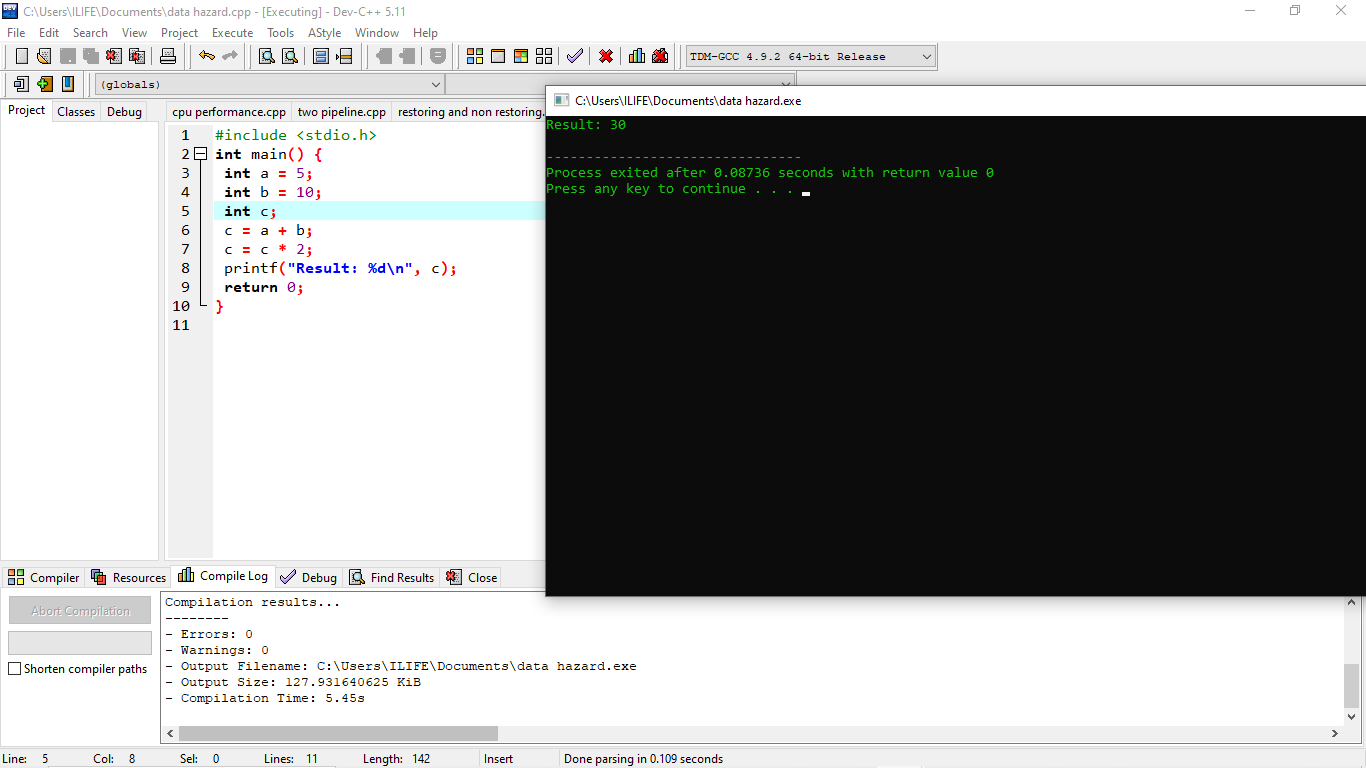 C:\Users\ILIFE\Documents\data hazard.cpp - [Executing] - Dev-C++ 5.11
File Edit Search View Project Execute Tools AStyle Window Help
TDM-GCC 4.9.2 64-bit Release
(globals)
Project Classes Debug
cpu performance.cpp two pipeline.cpp restoring and non restoring.
1 #include <stdio.h>
2 int main() {
3 int a = 5;
4 int b = 10;
5 int c;
6 c = a + b;
7 c = c * 2;
8 printf("Result: %d\n", c);
9 return 0;
10 }
11
C:\Users\ILIFE\Documents\data hazard.exe
Result: 30
--------------------------------
Process exited after 0.08736 seconds with return value 0
Press any key to continue . . .
Compiler Resources Compile Log Debug Find Results Close
Abort Compilation
Shorten compiler paths
Compilation results...
--------
- Errors: 0
- Warnings: 0
- Output Filename: C:\Users\ILIFE\Documents\data hazard.exe
- Output Size: 127.931640625 KiB
- Compilation Time: 5.45s
Line: 5 Col: 8 Sel: 0 Lines: 11 Length: 142 Insert Done parsing in 0.109 seconds